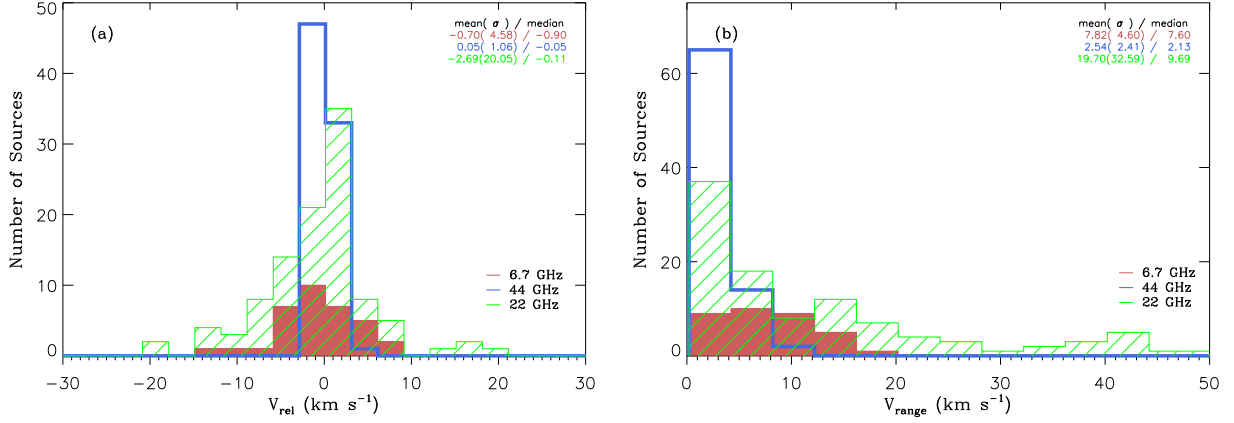 (a)
mean( σ ) / median
−0.70( 4.58) / −0.90
0.05( 1.06) / −0.05
−2.69(20.05) / −0.11
50
40
30
20
10
0
Number of Sources
6.7 GHz
44 GHz
22 GHz
−30 −20 −10 0 10 20 30
V_rel (km s⁻¹)
(b)
mean( σ ) / median
7.82( 4.60) / 7.60
2.54( 2.41) / 2.13
19.70(32.59) / 9.69
60
40
20
0
Number of Sources
6.7 GHz
44 GHz
22 GHz
0 10 20 30 40 50
V_range (km s⁻¹)